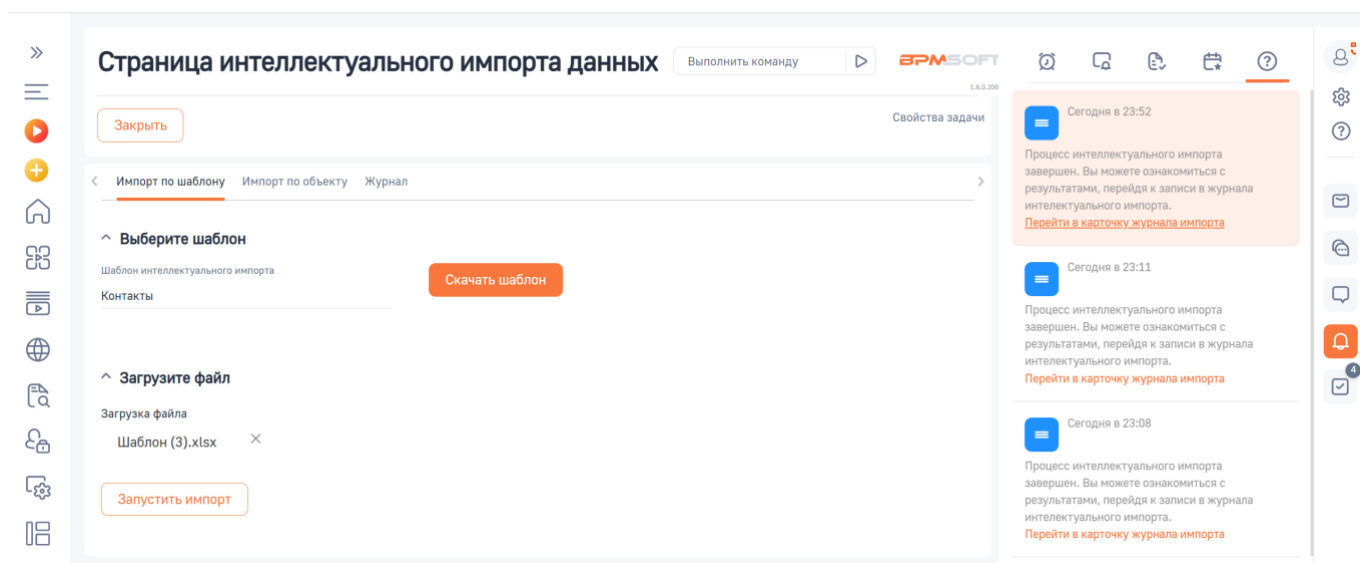 Страница интеллектуального импорта данных
Выполнить команду
BPMSOFT
1.6.0.200
Закрыть
Свойства задачи
Импорт по шаблону Импорт по объекту Журнал
Выберите шаблон
Шаблон интеллектуального импорта
Контакты
Скачать шаблон
Загрузите файл
Загрузка файла
Шаблон (3).xlsx
Запустить импорт
Сегодня в 23:52
Процесс интеллектуального импорта
завершен. Вы можете ознакомиться с
результатами, перейдя к записи в журнала
интелектуального импорта.
Перейти в карточку журнала импорта
Сегодня в 23:11
Процесс интеллектуального импорта
завершен. Вы можете ознакомиться с
результатами, перейдя к записи в журнала
интелектуального импорта.
Перейти в карточку журнала импорта
Сегодня в 23:08
Процесс интеллектуального импорта
завершен. Вы можете ознакомиться с
результатами, перейдя к записи в журнала
интелектуального импорта.
Перейти в карточку журнала импорта
4